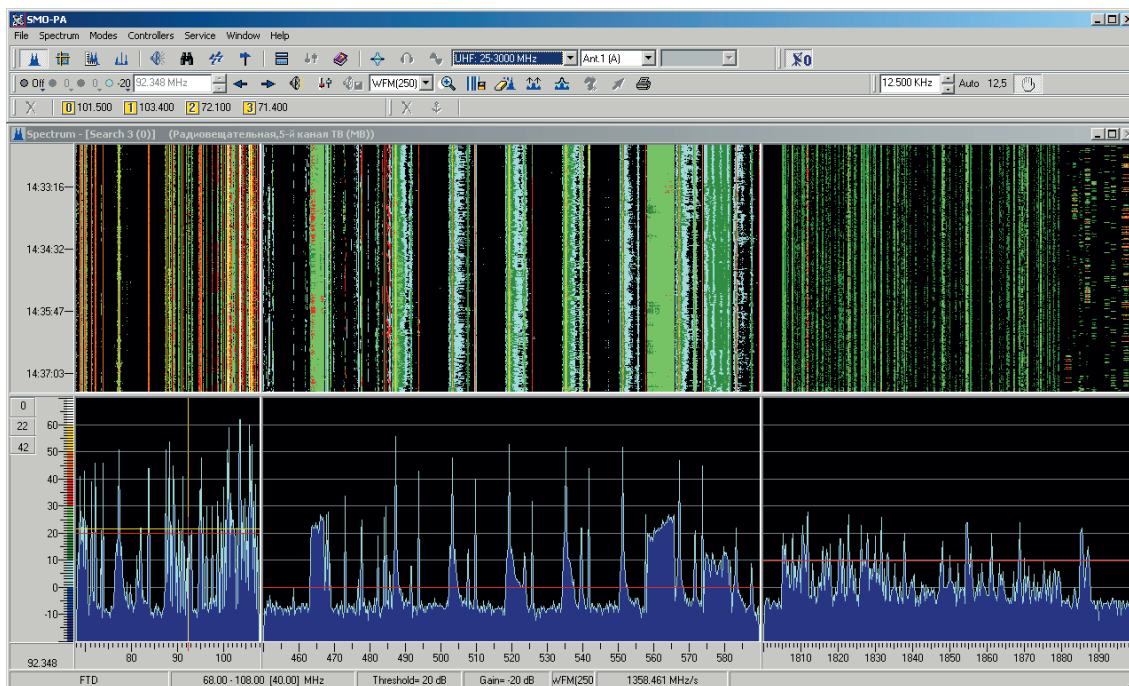 SMO-PA
File Spectrum Modes Controllers Service Window Help
UHF: 25-3000 MHz Ant.1 (A) 0
Off 0 0 -20 92.348 MHz WFM(250) 12.500 KHz Auto 12,5
0 101.500 1 103.400 2 72.100 3 71.400
Spectrum - [Search 3 (0)] (Радиовещательная,5-й канал ТВ (МВ))
14:33:16
14:34:32
14:35:47
14:37:03
0
22
42
60
50
40
30
20
10
0
-10
92.348 80 90 100 460 470 480 490 500 510 520 530 540 550 560 570 580 1810 1820 1830 1840 1850 1860 1870 1880 1890
FTD 68.00 - 108.00 [40.00] MHz Threshold= 20 dB Gain= -20 dB WFM(250 1358.461 MHz/s